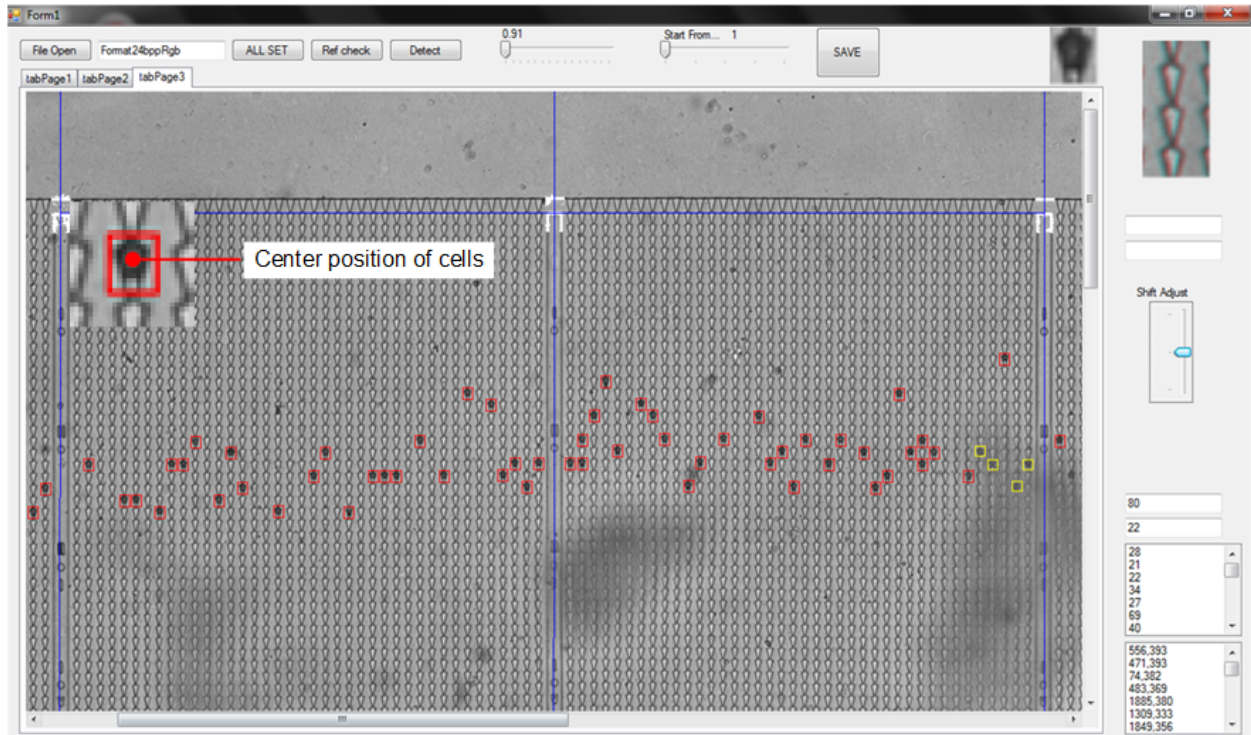 Form1
File Open
Format24bppRgb
ALL SET
Ref check
Detect
0.91
Start From... 1
SAVE
tabPage1
tabPage2
tabPage3
Center position of cells
Shift Adjust
80
22
28
21
22
34
27
69
40
556,393
471,393
74,382
483,369
1885,380
1309,333
1849,356